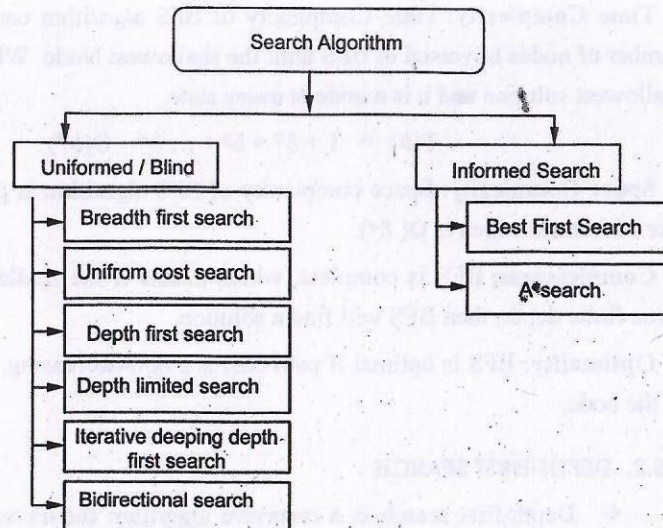 Search Algorithm
Uniformed / Blind
Informed Search
Breadth first search
Unifrom cost search
Depth first search
Depth limited search
Iterative deeping depth
first search
Bidirectional search
Best First Search
A* search